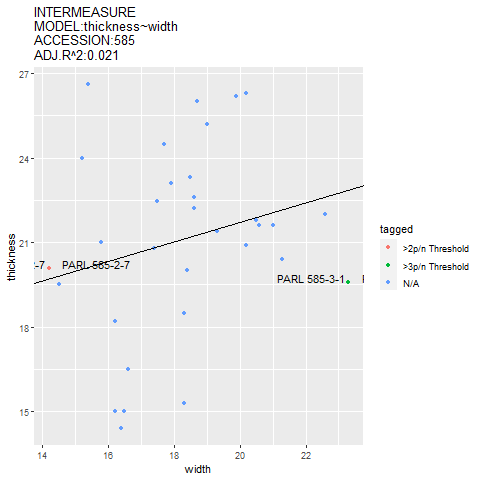 INTERMEASURE
MODEL:thickness~width
ACCESSION:585
ADJ.R^2:0.021
27
24
21
18
15
thickness
-7 PARL 585-2-7
PARL 585-3-1
14 16 18 20 22
width
tagged
>2p/n Threshold
>3p/n Threshold
N/A